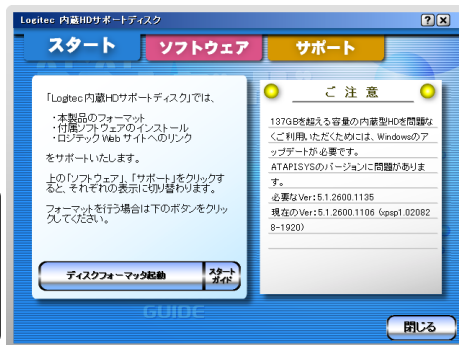 Logitec 内蔵HDサポートディスク
スタート
ソフトウェア
サポート
「Logitec 内蔵HDサポートディスク」では、
・本製品のフォーマット
・付属ソフトウェアのインストール
・ロジテック Web サイトへのリンク
をサポートいたします。
上の「ソフトウェア」、「サポート」をクリックす
ると、それぞれの表示に切り替わります。
フォーマットを行う場合は下のボタンをクリッ
クしてください。
ディスクフォーマッタ起動
スタート
ガイド
ご注意
137GBを超える容量の内蔵型HDを問題な
くご利用いただくためには、Windowsのア
ップデートが必要です。
ATAPISYSのバージョンに問題がありま
す。
必要なVer:5.1.2600.1135
現在のVer:5.1.2600.1106 (xpsp1.02082
8-1920)
GUIDE
閉じる